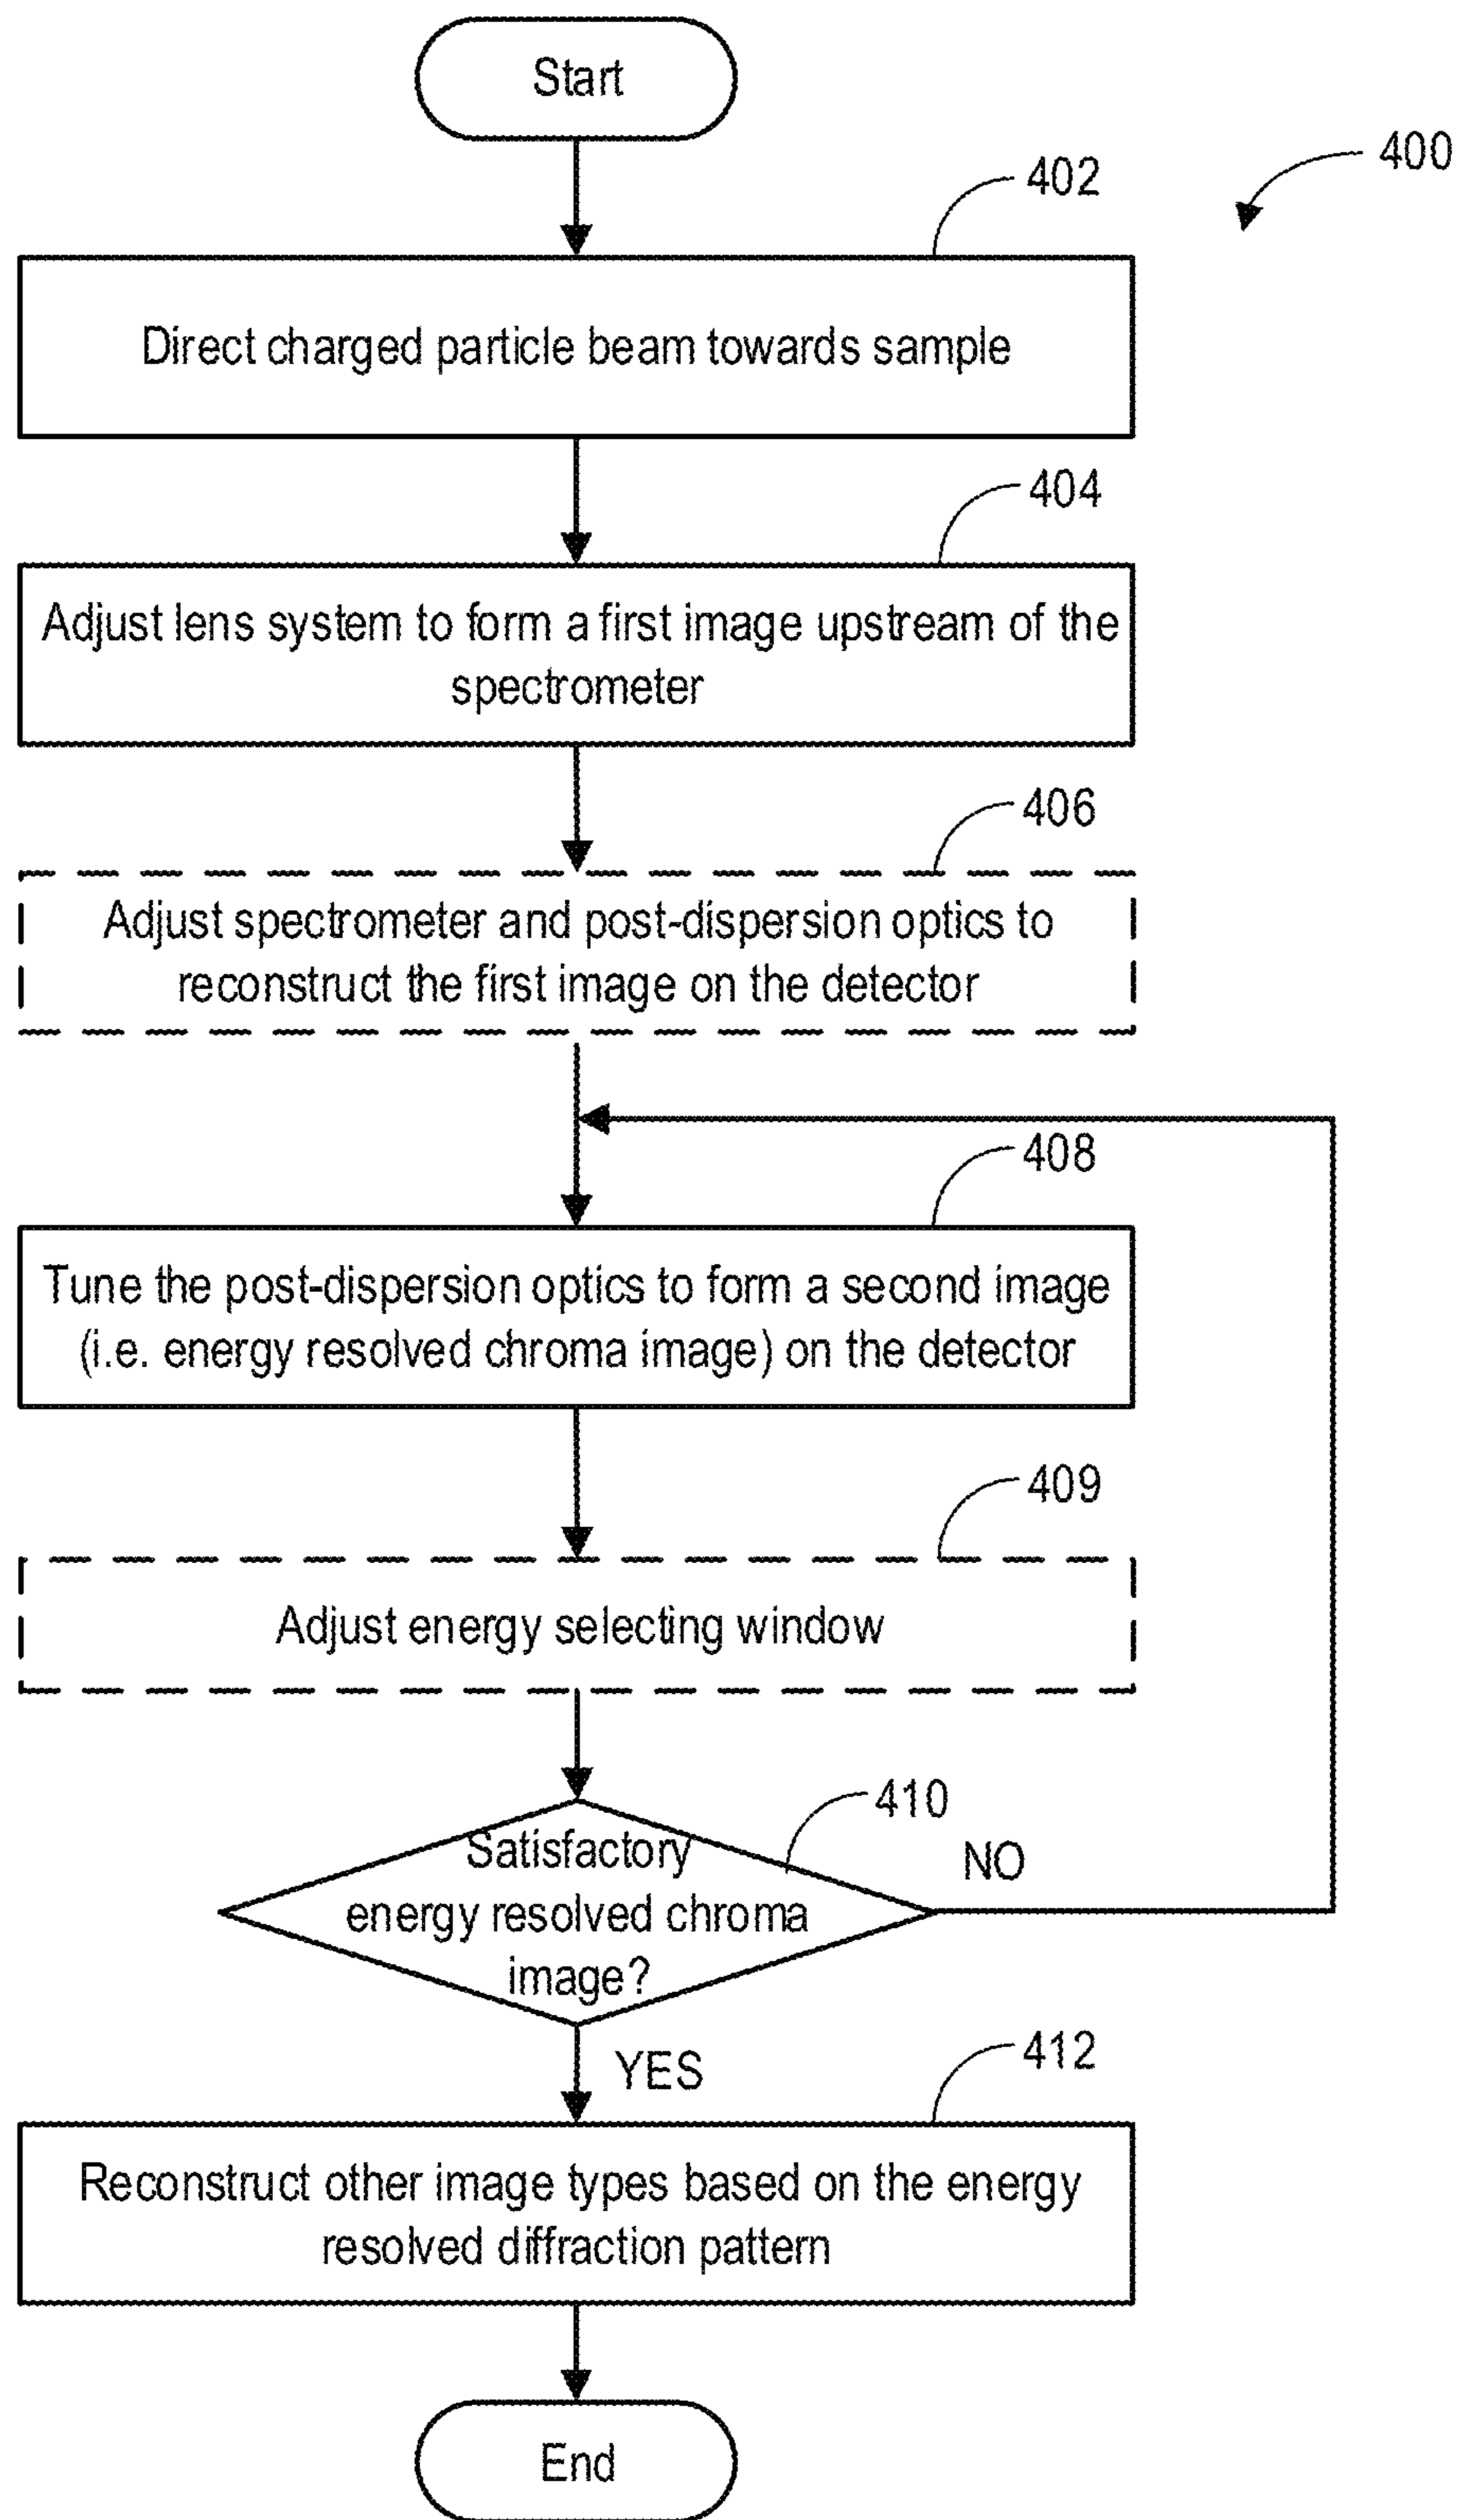 Start
400
402
Direct charged particle beam towards sample
404
Adjust lens system to form a first image upstream of the
spectrometer
406
Adjust spectrometer and post-dispersion optics to
reconstruct the first image on the detector
408
Tune the post-dispersion optics to form a second image
(i.e. energy resolved chroma image) on the detector
409
Adjust energy selecting window
410
Satisfactory
energy resolved chroma
image?
NO
YES
412
Reconstruct other image types based on the energy
resolved diffraction pattern
End